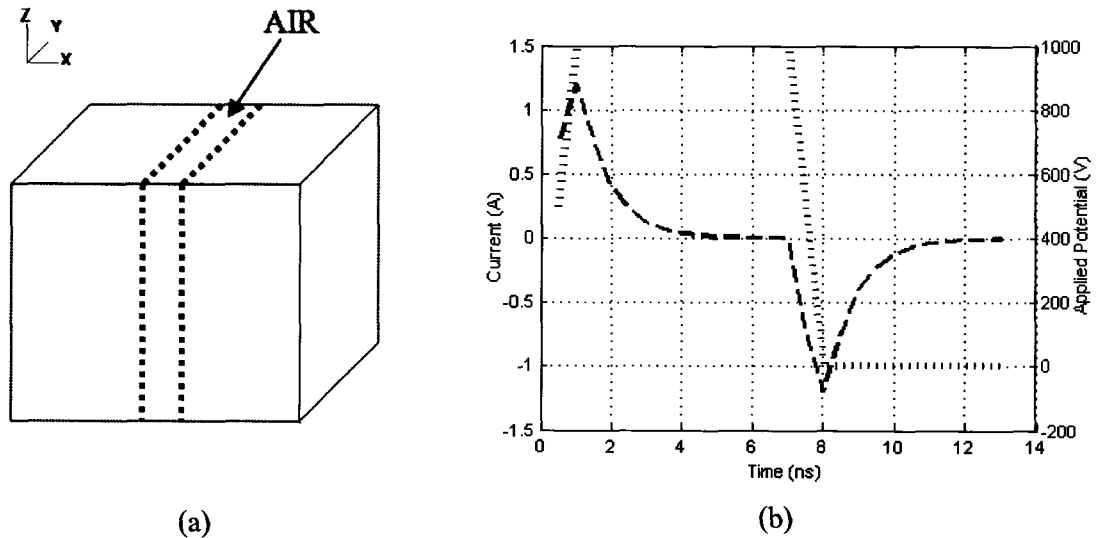 Z
Y
X
AIR
(a)
1.5
1
0.5
0
-0.5
-1
-1.5
Current (A)
1000
800
600
400
200
0
-200
Applied Potential (V)
0 2 4 6 8 10 12 14
Time (ns)
(b)